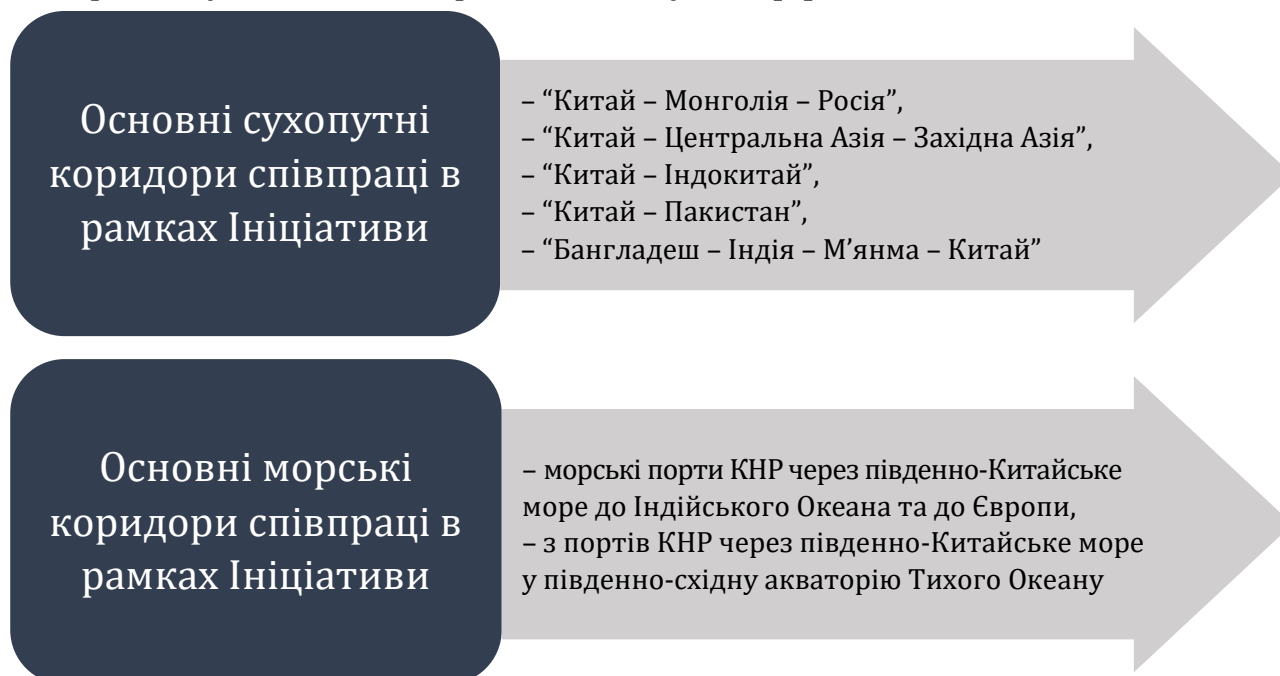 Основні сухопутні
коридори співпраці в
рамках Ініціативи
– “Китай – Монголія – Росія”,
– “Китай – Центральна Азія – Західна Азія”,
– “Китай – Індокитай”,
– “Китай – Пакистан”,
– “Бангладеш – Індія – М’янма – Китай”
Основні морські
коридори співпраці в
рамках Ініціативи
– морські порти КНР через південно-Китайське
море до Індійського Океана та до Європи,
– з портів КНР через південно-Китайське море
у південно-східну акваторію Тихого Океану